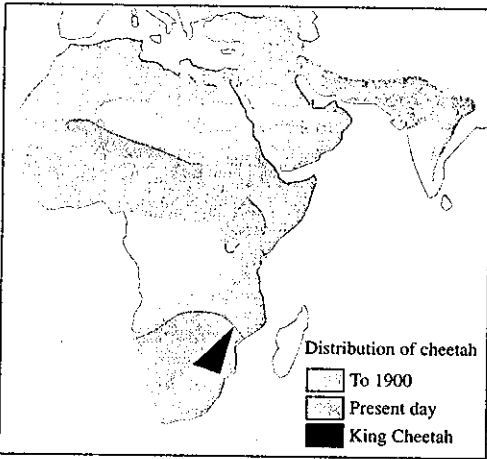 Distribution of cheetah
To 1900
Present day
King Cheetah